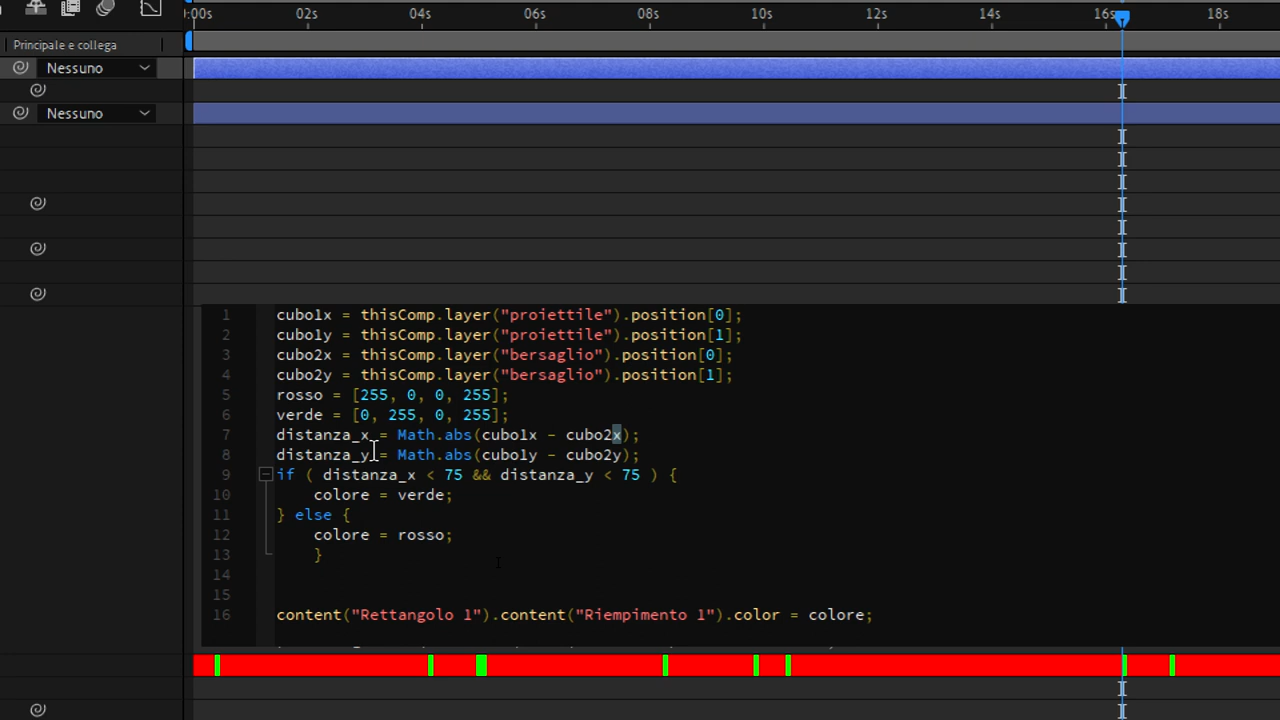 :00s 02s 04s 06s 08s 10s 12s 14s 16s 18s
Principale e collega
Nessuno
Nessuno
1 cubo1x = thisComp.layer("proiettile").position[0];
2 cubo1y = thisComp.layer("proiettile").position[1];
3 cubo2x = thisComp.layer("bersaglio").position[0];
4 cubo2y = thisComp.layer("bersaglio").position[1];
5 rosso = [255, 0, 0, 255];
6 verde = [0, 255, 0, 255];
7 distanza_x = Math.abs(cubo1x - cubo2x);
8 distanza_y = Math.abs(cubo1y - cubo2y);
9 if ( distanza_x < 75 && distanza_y < 75 ) {
10 colore = verde;
11 } else {
12 colore = rosso;
13 }
14
15
16 content("Rettangolo 1").content("Riempimento 1").color = colore;